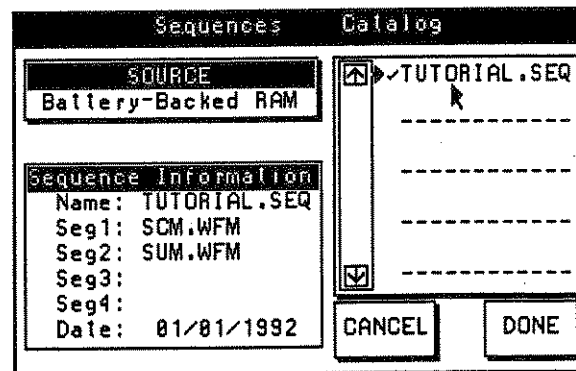 Sequences Catalog
SOURCE
Battery-Backed RAM
Sequence Information
Name: TUTORIAL.SEQ
Seg1: SCM.WFM
Seg2: SUM.WFM
Seg3:
Seg4:
Date: 01/01/1992
✓TUTORIAL.SEQ
CANCEL
DONE